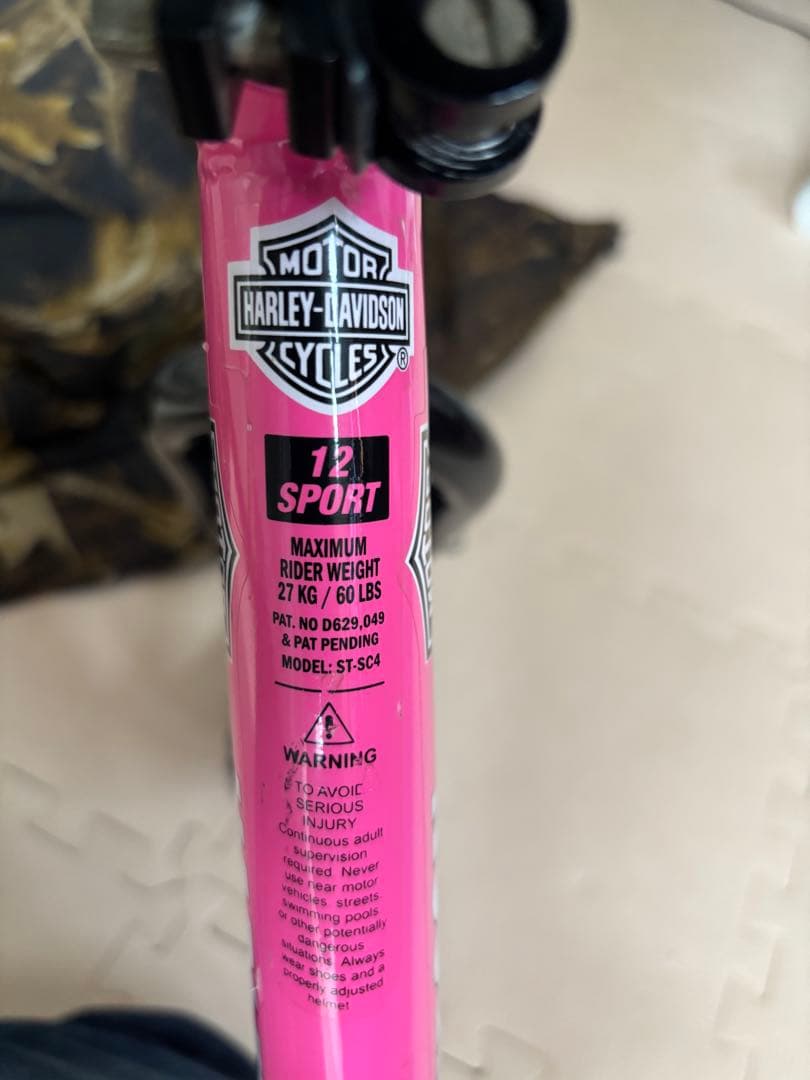 MOTOR
HARLEY-DAVIDSON
CYCLES
®
12
SPORT
MAXIMUM
RIDER WEIGHT
27 KG / 60 LBS
PAT. NO D629,049
& PAT PENDING
MODEL: ST-SC4
WARNING
TO AVOID
SERIOUS
INJURY
Continuous adult
supervision
required Never
use near motor
vehicles streets
swimming pools
or other potentially
dangerous
situations Always
wear shoes and a
properly adjusted
helmet